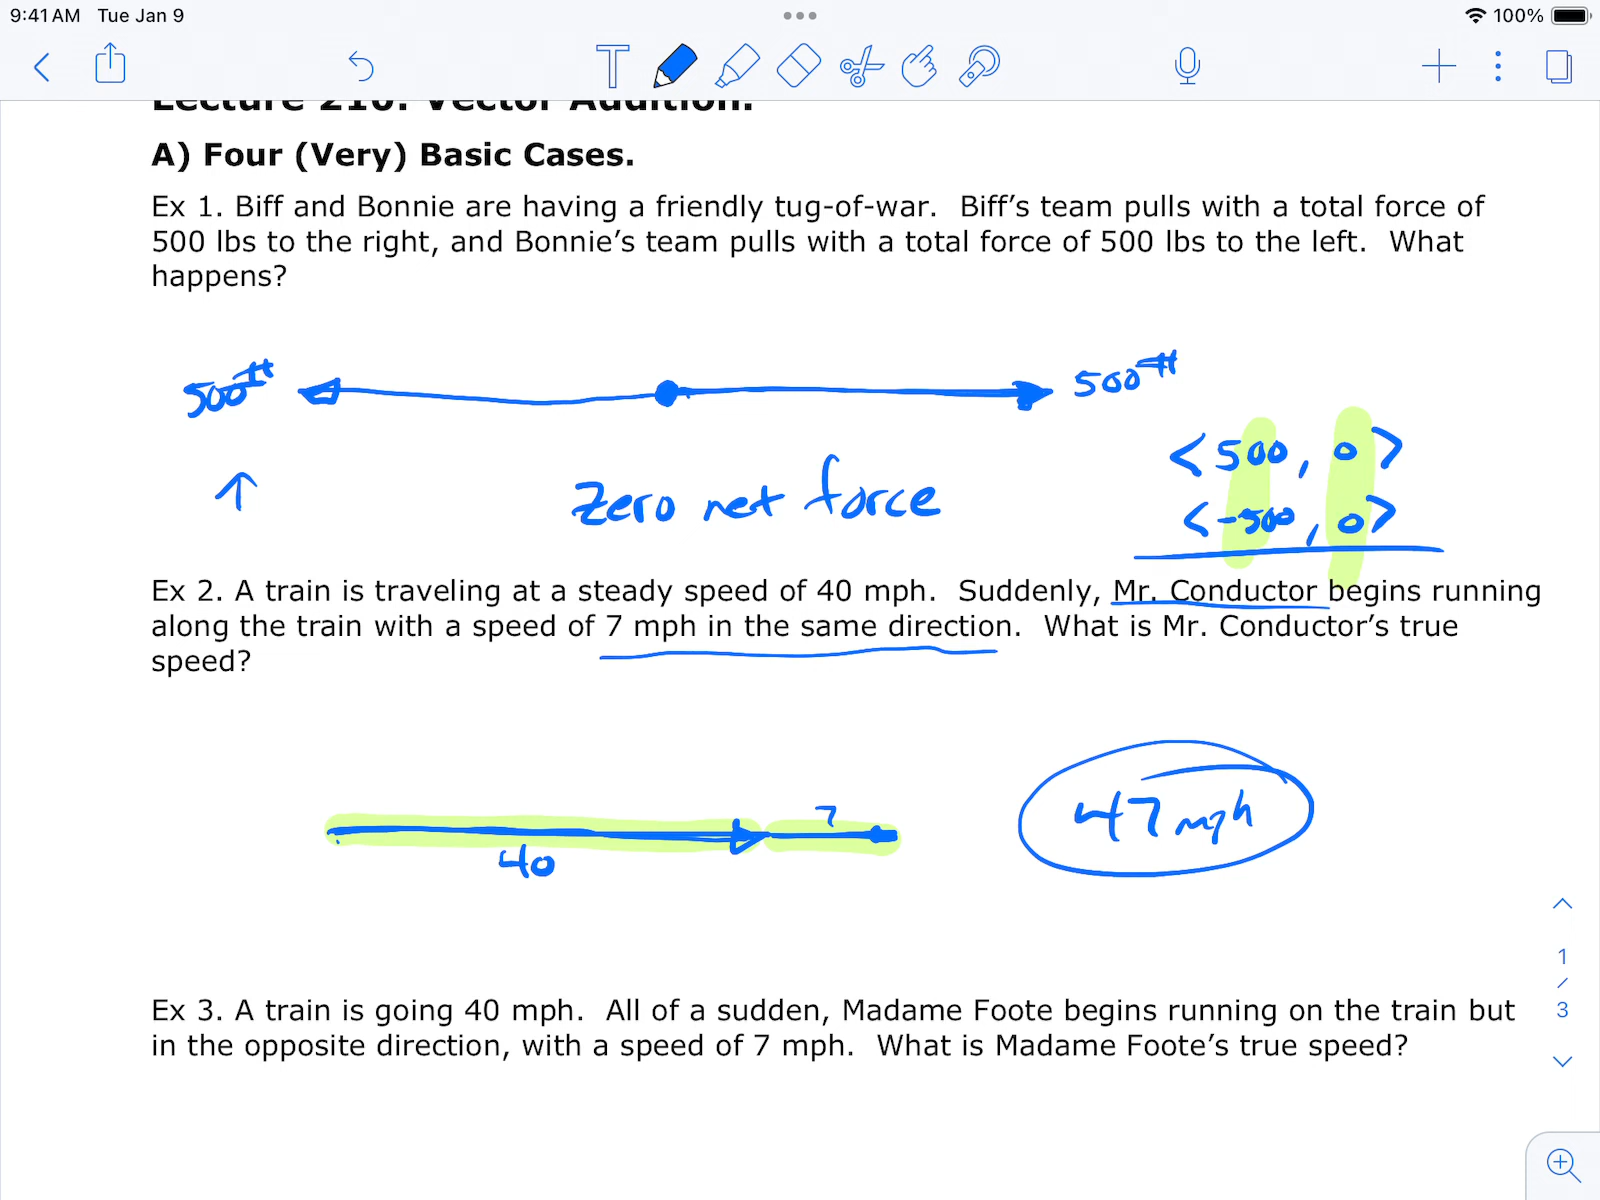 9:41 AM Tue Jan 9
100%
Lecture 210: Vector Addition.
A) Four (Very) Basic Cases.
Ex 1. Biff and Bonnie are having a friendly tug-of-war. Biff’s team pulls with a total force of
500 lbs to the right, and Bonnie’s team pulls with a total force of 500 lbs to the left. What
happens?
500# 500#
<500, 0>
Zero net force
<-500, 0>
Ex 2. A train is traveling at a steady speed of 40 mph. Suddenly, Mr. Conductor begins running
along the train with a speed of 7 mph in the same direction. What is Mr. Conductor’s true
speed?
7
47 mph
40
1
/
3
Ex 3. A train is going 40 mph. All of a sudden, Madame Foote begins running on the train but
in the opposite direction, with a speed of 7 mph. What is Madame Foote’s true speed?